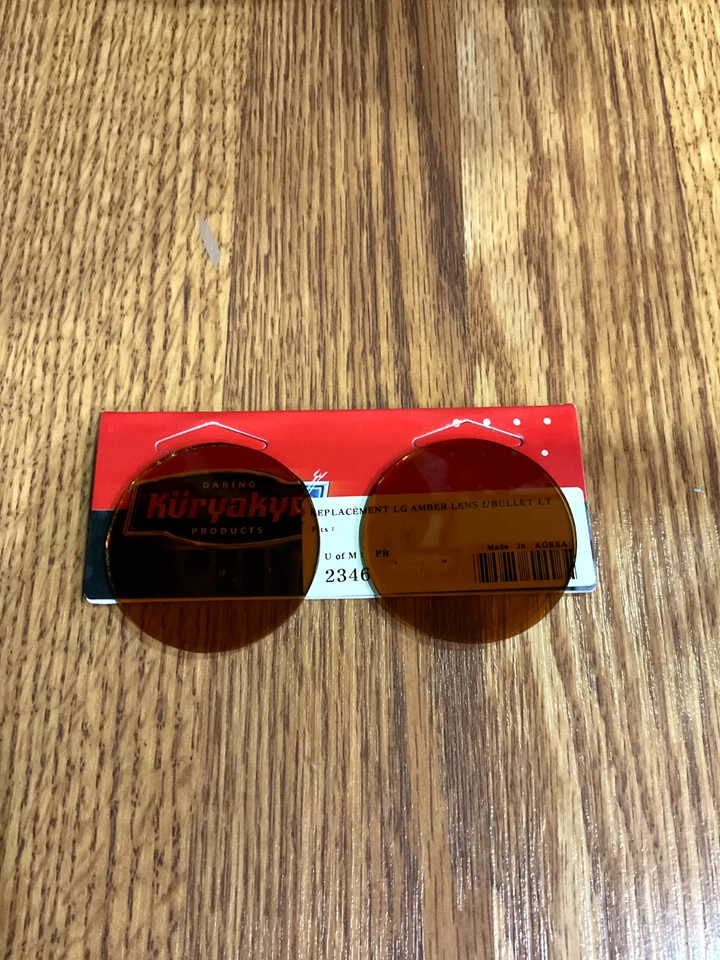 DARING
Küryakyn
PRODUCTS
REPLACEMENT LG AMBER LENS f/BULLET LT
Fits :
Made In KOREA
U of M : PR
2346